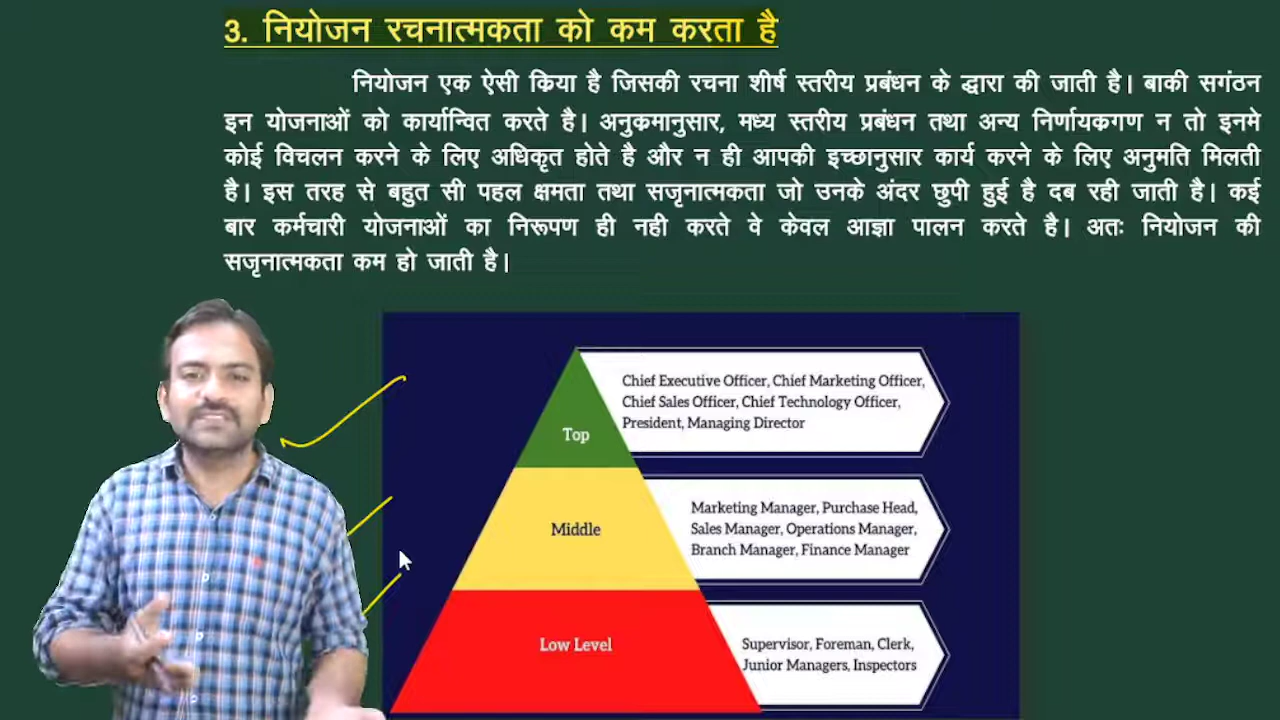 3. नियोजन रचनात्मकता को कम करता है
नियोजन एक ऐसी किया है जिसकी रचना शीर्ष स्तरीय प्रबंधन के द्धारा की जाती है। बाकी सगंठन
इन योजनाओं को कार्यान्वित करते है। अनुकमानुसार, मध्य स्तरीय प्रबंधन तथा अन्य निर्णायकगण न तो इनमे
कोई विचलन करने के लिए अधिकृत होते है और न ही आपकी इच्छानुसार कार्य करने के लिए अनुमति मिलती
है। इस तरह से बहुत सी पहल क्षमता तथा सजृनात्मकता जो उनके अंदर छुपी हुई है दब रही जाती है। कई
बार कर्मचारी योजनाओं का निरूपण ही नही करते वे केवल आज्ञा पालन करते है। अतः नियोजन की
सजृनात्मकता कम हो जाती है।
Chief Executive Officer, Chief Marketing Officer,
Chief Sales Officer, Chief Technology Officer,
President, Managing Director
Top
Marketing Manager, Purchase Head,
Sales Manager, Operations Manager,
Branch Manager, Finance Manager
Middle
Supervisor, Foreman, Clerk,
Junior Managers, Inspectors
Low Level